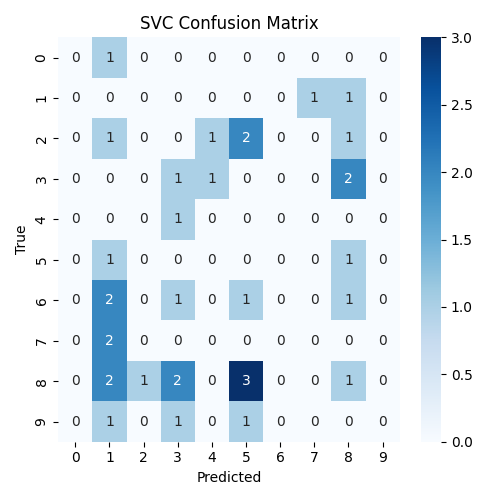 SVC Confusion Matrix
0 0 1 0 0 0 0 0 0 0 0
1 0 0 0 0 0 0 0 1 1 0
2 0 1 0 0 1 2 0 0 1 0
3 0 0 0 1 1 0 0 0 2 0
4 0 0 0 1 0 0 0 0 0 0
5 0 1 0 0 0 0 0 0 1 0
6 0 2 0 1 0 1 0 0 1 0
7 0 2 0 0 0 0 0 0 0 0
8 0 2 1 2 0 3 0 0 1 0
9 0 1 0 1 0 1 0 0 0 0
0 1 2 3 4 5 6 7 8 9
Predicted
True
3.0
2.5
2.0
1.5
1.0
0.5
0.0